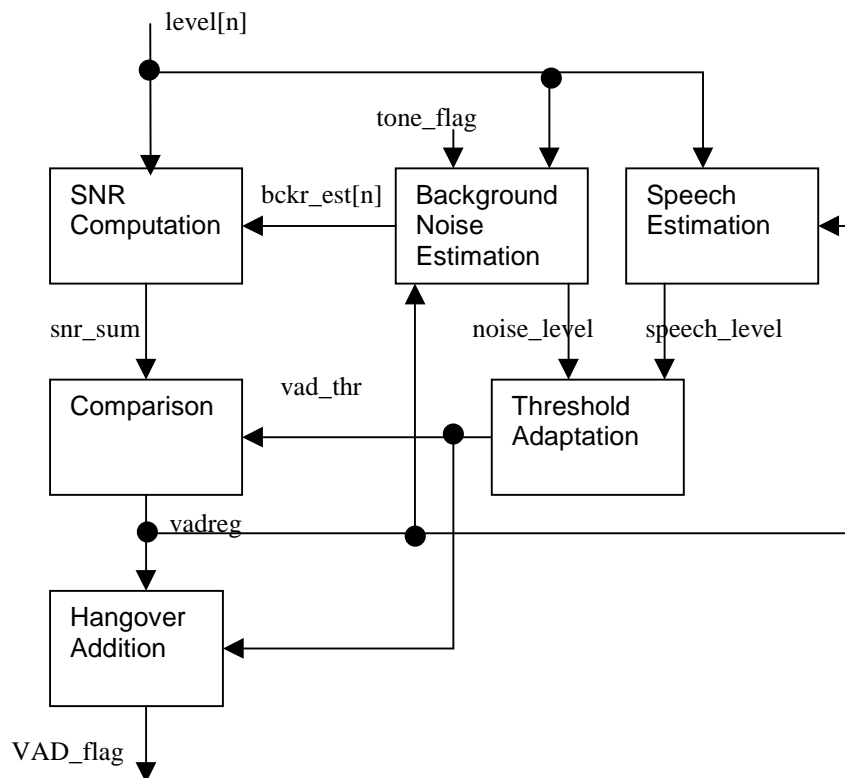 level[n]
tone_flag
SNR
Computation
bckr_est[n]
Background
Noise
Estimation
Speech
Estimation
snr_sum
noise_level
speech_level
Comparison
vad_thr
Threshold
Adaptation
vadreg
Hangover
Addition
VAD_flag